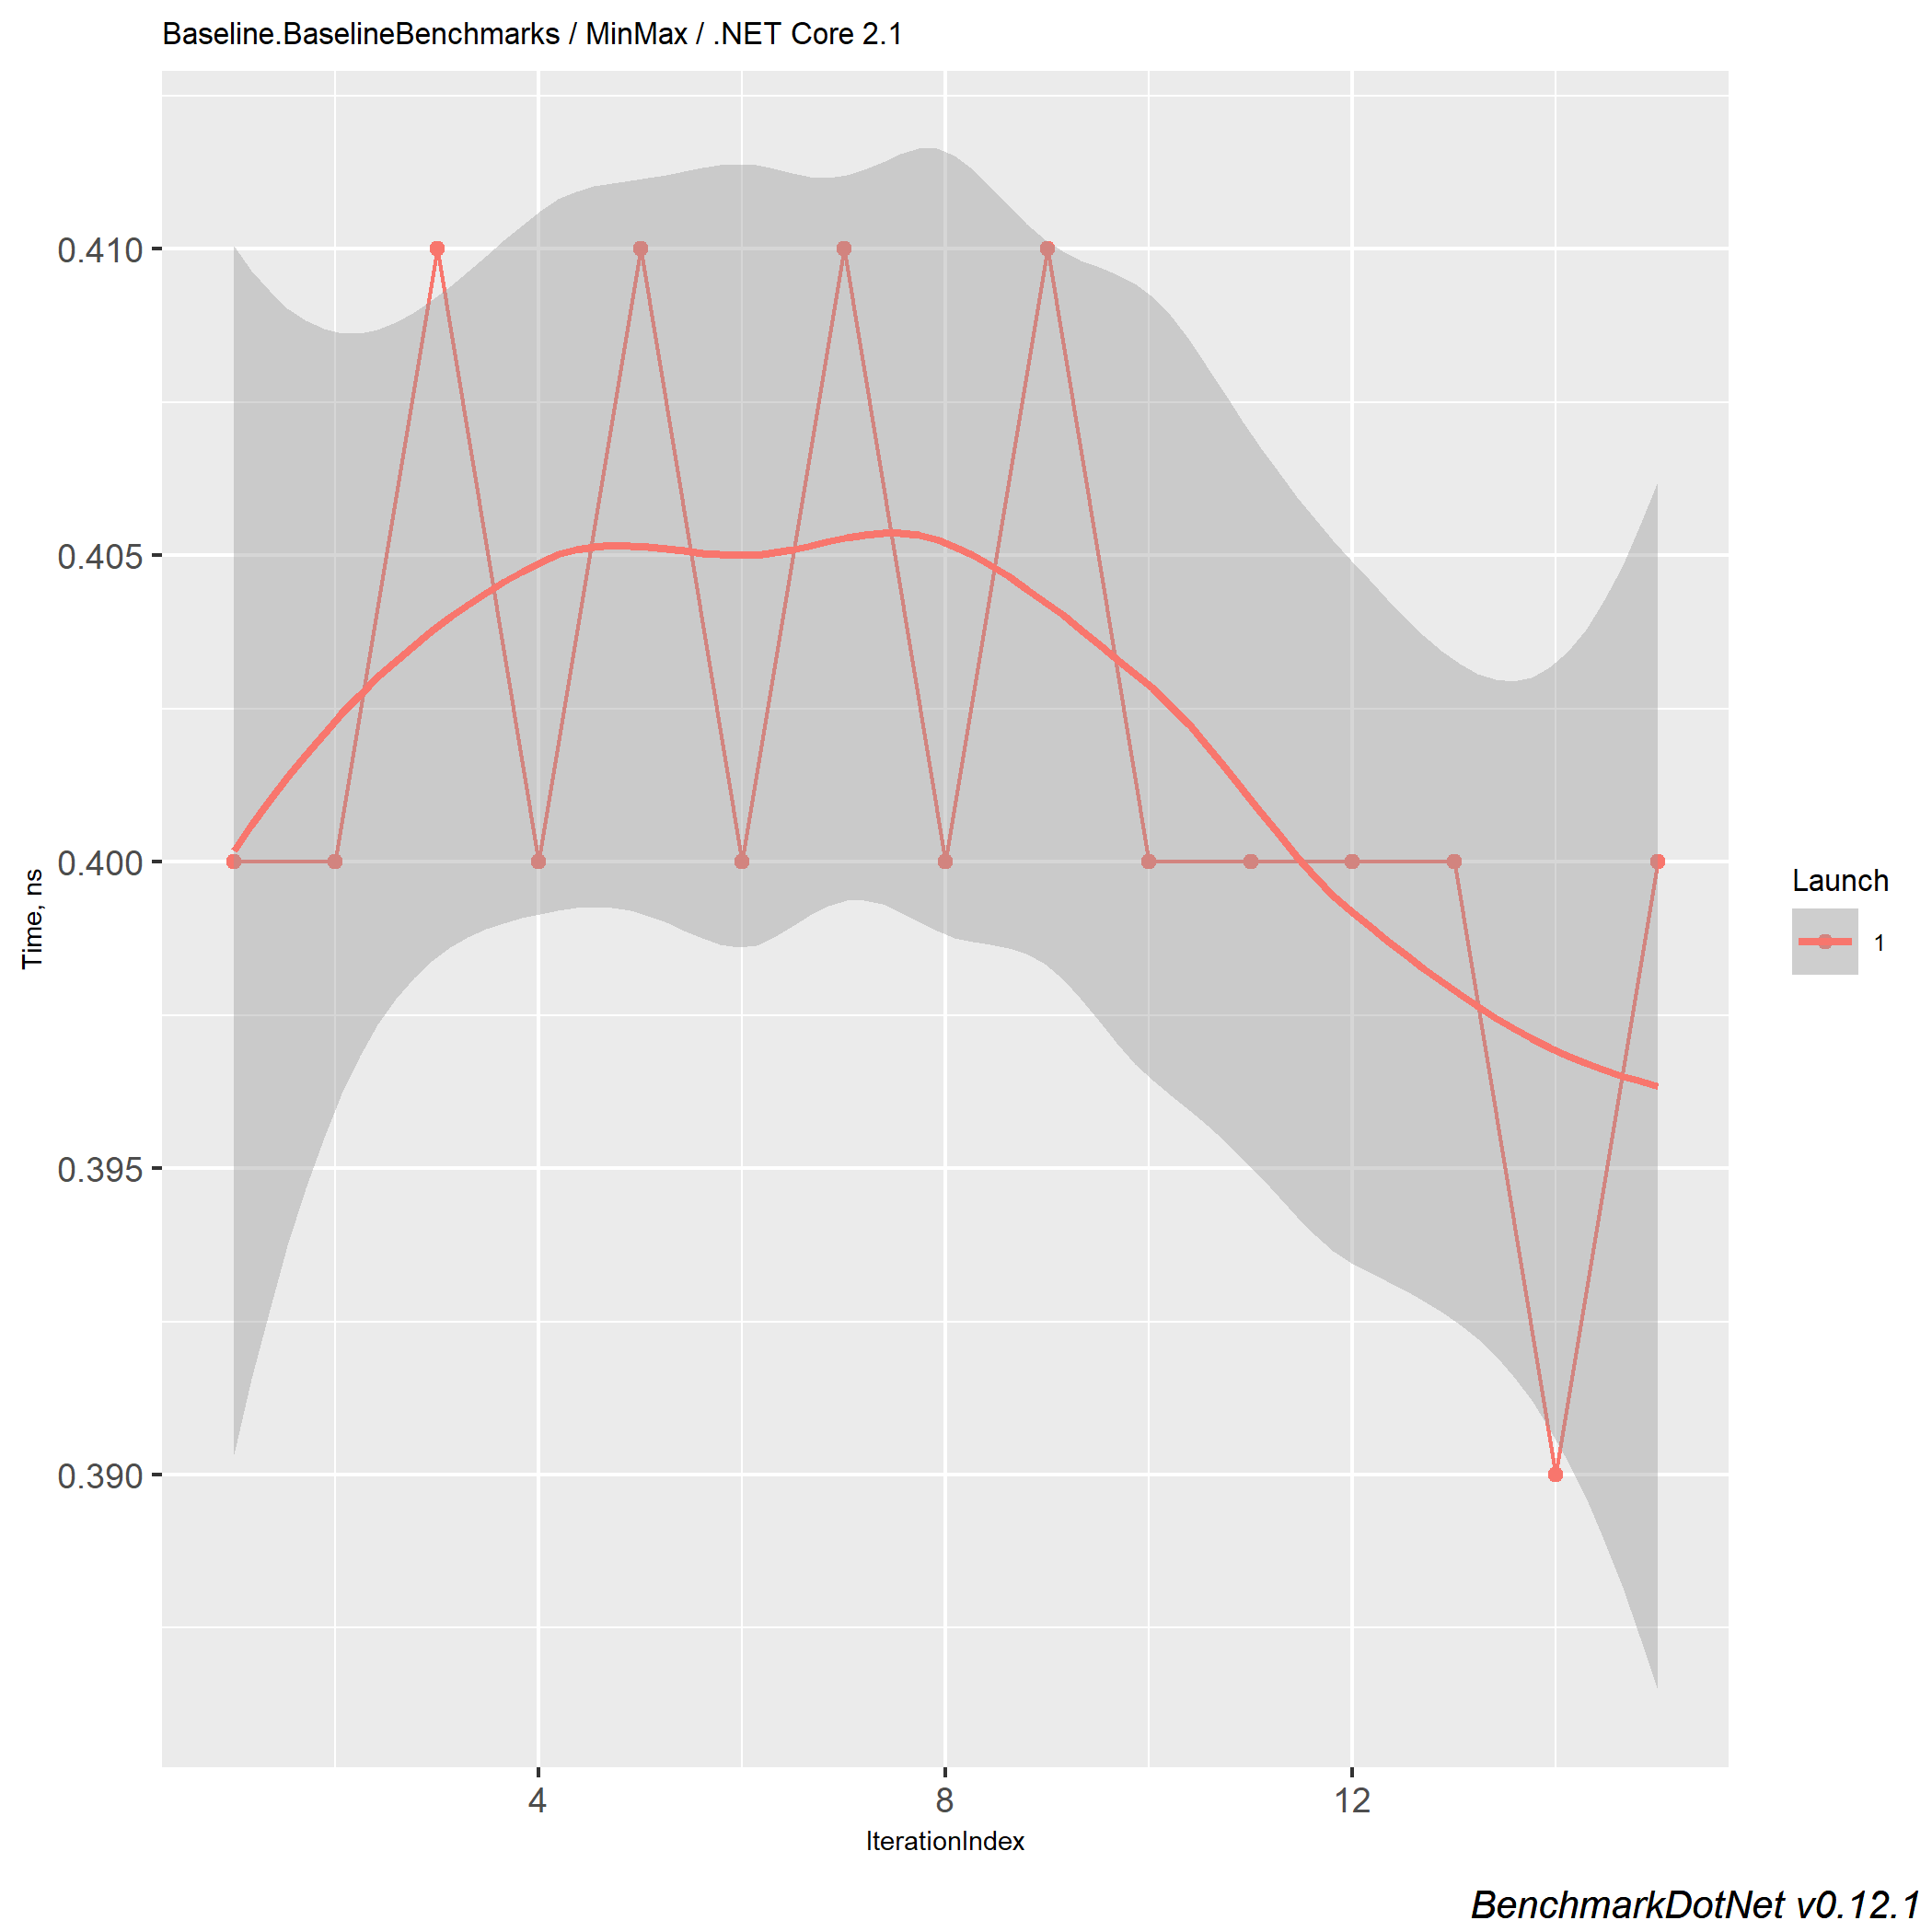 Baseline.BaselineBenchmarks / MinMax / .NET Core 2.1
0.410
0.405
0.400
0.395
0.390
Time, ns
4 8 12
IterationIndex
Launch
1
BenchmarkDotNet v0.12.1